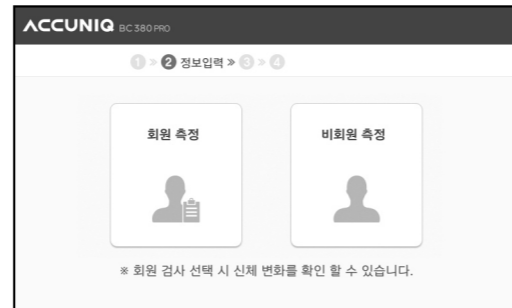 ACCUNIQ BC380 PRO
1 » 2 정보입력 » 3 » 4
회원 측정 비회원 측정
※ 회원 검사 선택 시 신체 변화를 확인 할 수 있습니다.